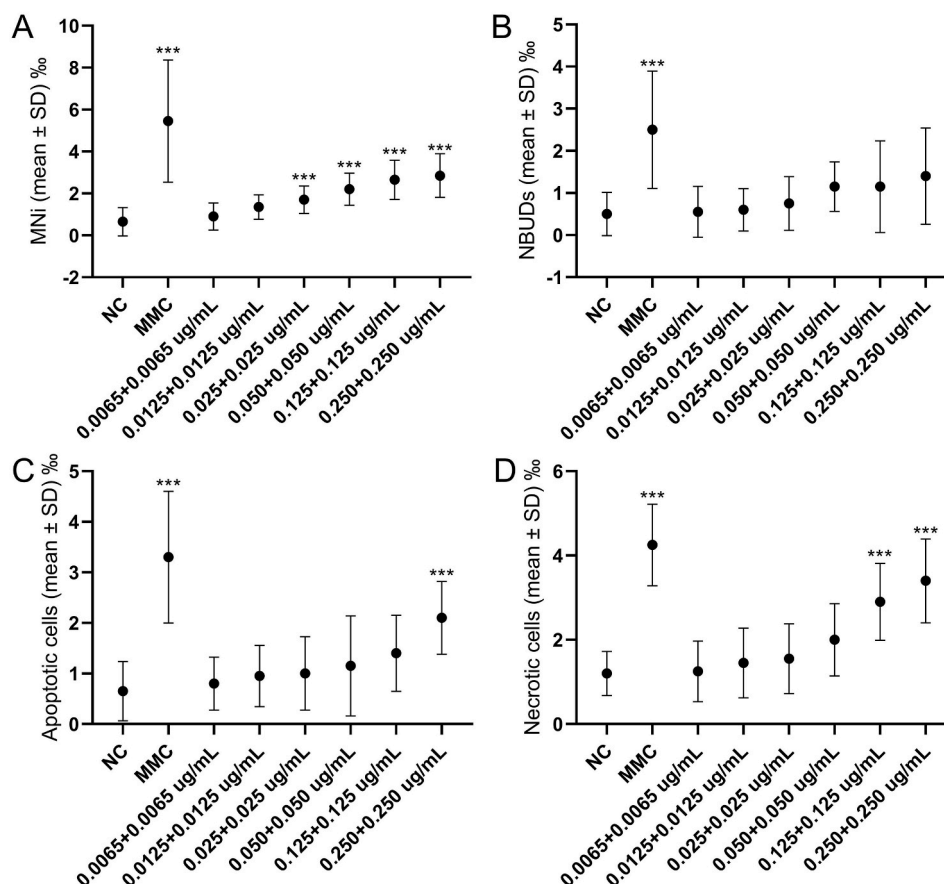 A
MNi (mean ± SD) ‰
10
8
6
4
2
0
-2
***
***
***
***
***
NC
MMC
0.0065+0.0065 ug/mL
0.0125+0.0125 ug/mL
0.025+0.025 ug/mL
0.050+0.050 ug/mL
0.125+0.125 ug/mL
0.250+0.250 ug/mL
B
NBUDs (mean ± SD) ‰
5
4
3
2
1
0
-1
***
NC
MMC
0.0065+0.0065 ug/mL
0.0125+0.0125 ug/mL
0.025+0.025 ug/mL
0.050+0.050 ug/mL
0.125+0.125 ug/mL
0.250+0.250 ug/mL
C
Apoptotic cells (mean ± SD) ‰
5
4
3
2
1
0
***
***
NC
MMC
0.0065+0.0065 ug/mL
0.0125+0.0125 ug/mL
0.025+0.025 ug/mL
0.050+0.050 ug/mL
0.125+0.125 ug/mL
0.250+0.250 ug/mL
D
Necrotic cells (mean ± SD) ‰
6
4
2
0
***
***
***
NC
MMC
0.0065+0.0065 ug/mL
0.0125+0.0125 ug/mL
0.025+0.025 ug/mL
0.050+0.050 ug/mL
0.125+0.125 ug/mL
0.250+0.250 ug/mL